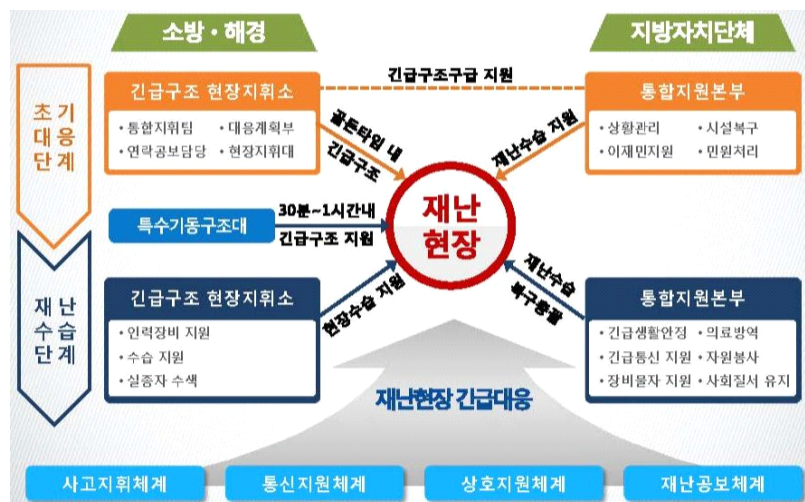 소방·해경
지방자치단체
초기
대응
단계
긴급구조 현장지휘소
• 통합지휘팀 • 대응계획부
• 연락공보담당 • 현장지휘대
긴급구조구급 지원
통합지원본부
• 상황관리 • 시설복구
• 이재민지원 • 민원처리
골든타임 내
긴급구조
재난수습 지원
특수기동구조대
30분~1시간내
긴급구조 지원
재난
현장
재난
수습
단계
긴급구조 현장지휘소
• 인력장비 지원
• 수습 지원
• 실종자 수색
현장수습 지원
재난수습
복구총괄
통합지원본부
• 긴급생활안정 • 의료방역
• 긴급통신 지원 • 자원봉사
• 장비물자 지원 • 사회질서 유지
재난현장 긴급대응
사고지휘체계
통신지원체계
상호지원체계
재난공보체계